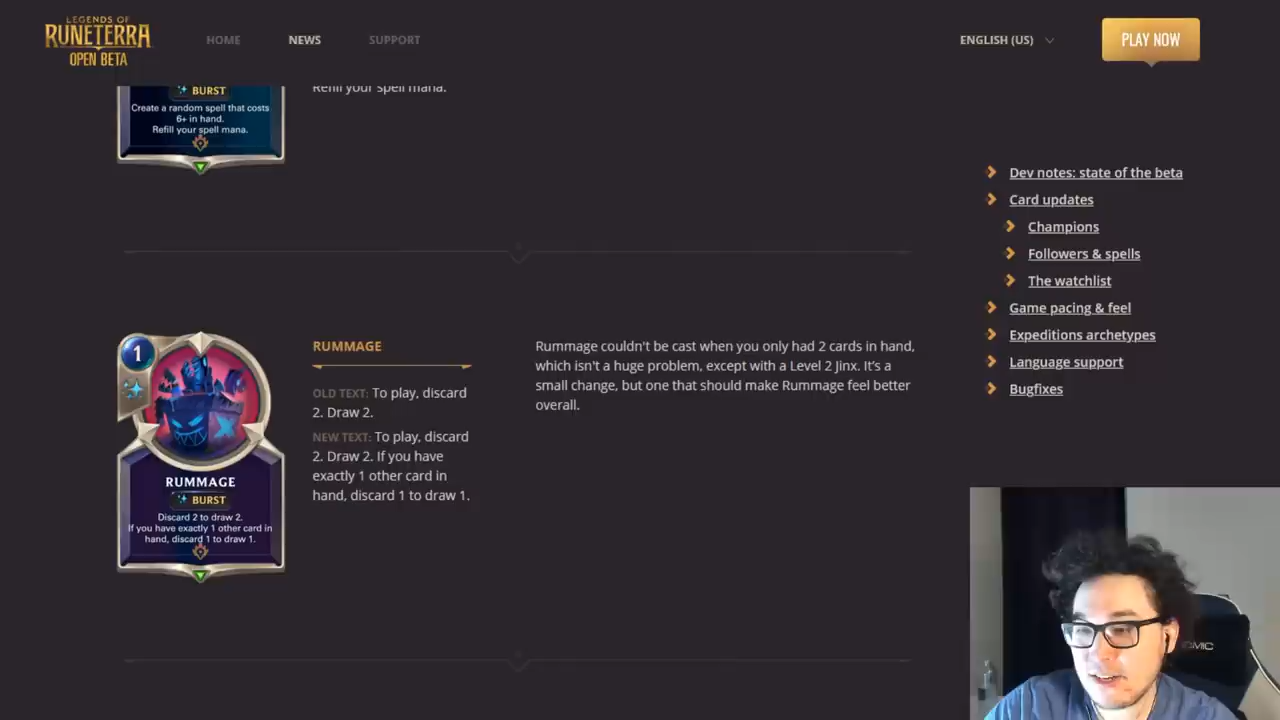 LEGENDS OF
RUNETERRA
OPEN BETA
HOME
NEWS
SUPPORT
ENGLISH (US)
PLAY NOW
BURST
Create a random spell that costs
6+ in hand.
Refill your spell mana.
Refill your spell mana.
Dev notes: state of the beta
Card updates
Champions
Followers & spells
The watchlist
Game pacing & feel
Expeditions archetypes
Language support
Bugfixes
1
RUMMAGE
BURST
Discard 2 to draw 2.
If you have exactly 1 other card in
hand, discard 1 to draw 1.
RUMMAGE
OLD TEXT: To play, discard
2. Draw 2.
NEW TEXT: To play, discard
2. Draw 2. If you have
exactly 1 other card in
hand, discard 1 to draw 1.
Rummage couldn't be cast when you only had 2 cards in hand,
which isn't a huge problem, except with a Level 2 Jinx. It's a
small change, but one that should make Rummage feel better
overall.